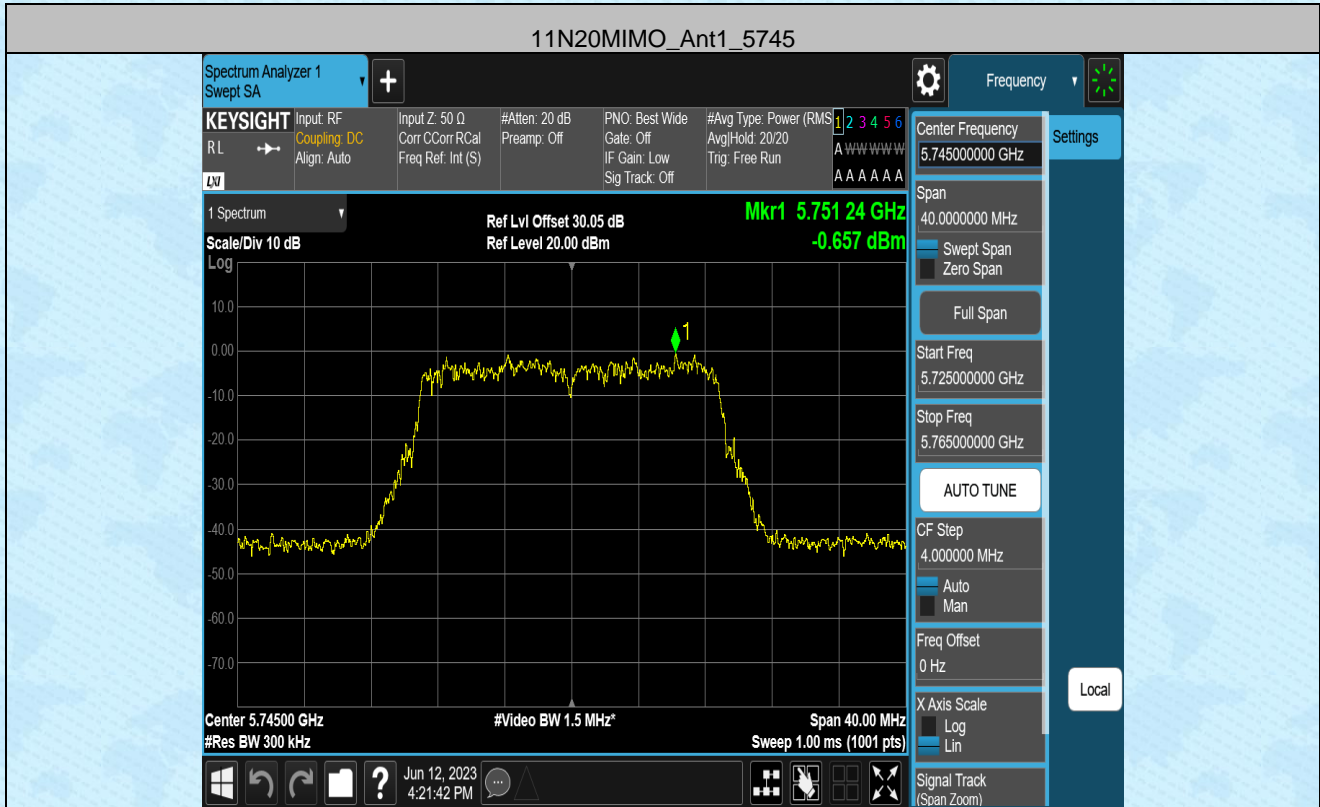 11N20MIMO_Ant1_5745
Spectrum Analyzer 1
Swept SA
Frequency
KEYSIGHT
R L
LXI
Input: RF
Coupling: DC
Align: Auto
Input Z: 50 Ω
Corr CCorr RCal
Freq Ref: Int (S)
#Atten: 20 dB
Preamp: Off
PNO: Best Wide
Gate: Off
IF Gain: Low
Sig Track: Off
#Avg Type: Power (RMS
Avg|Hold: 20/20
Trig: Free Run
1 2 3 4 5 6
A W W W W W
A A A A A A
1 Spectrum
Scale/Div 10 dB
Log
Ref Lvl Offset 30.05 dB
Ref Level 20.00 dBm
Mkr1 5.751 24 GHz
-0.657 dBm
1
10.0
0.00
-10.0
-20.0
-30.0
-40.0
-50.0
-60.0
-70.0
Center 5.74500 GHz
#Res BW 300 kHz
#Video BW 1.5 MHz*
Span 40.00 MHz
Sweep 1.00 ms (1001 pts)
?
Jun 12, 2023
4:21:42 PM
Center Frequency
5.745000000 GHz
Settings
Span
40.0000000 MHz
Swept Span
Zero Span
Full Span
Start Freq
5.725000000 GHz
Stop Freq
5.765000000 GHz
AUTO TUNE
CF Step
4.000000 MHz
Auto
Man
Freq Offset
0 Hz
X Axis Scale
Log
Lin
Local
Signal Track
(Span Zoom)